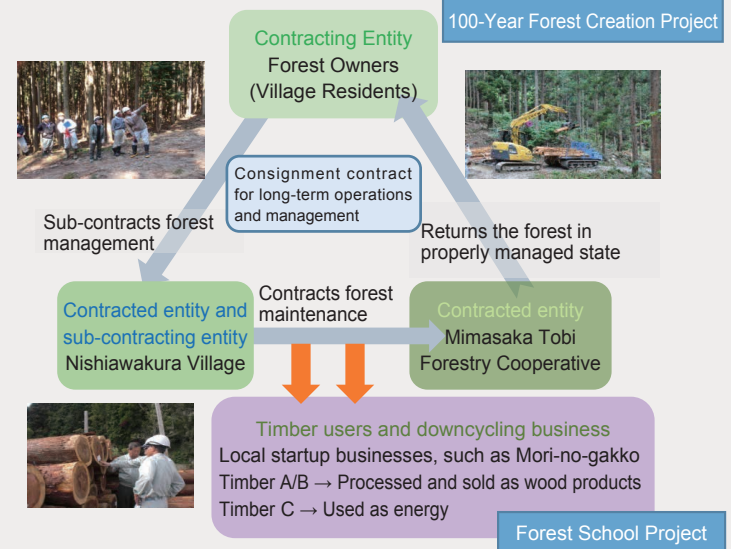 100-Year Forest Creation Project
Contracting Entity
Forest Owners
(Village Residents)
Consignment contract
for long-term operations
and management
Sub-contracts forest
management
Returns the forest in
properly managed state
Contracted entity and
sub-contracting entity
Nishiawakura Village
Contracts forest
maintenance
Contracted entity
Mimasaka Tobi
Forestry Cooperative
Timber users and downcycling business
Local startup businesses, such as Mori-no-gakko
Timber A/B → Processed and sold as wood products
Timber C → Used as energy
Forest School Project